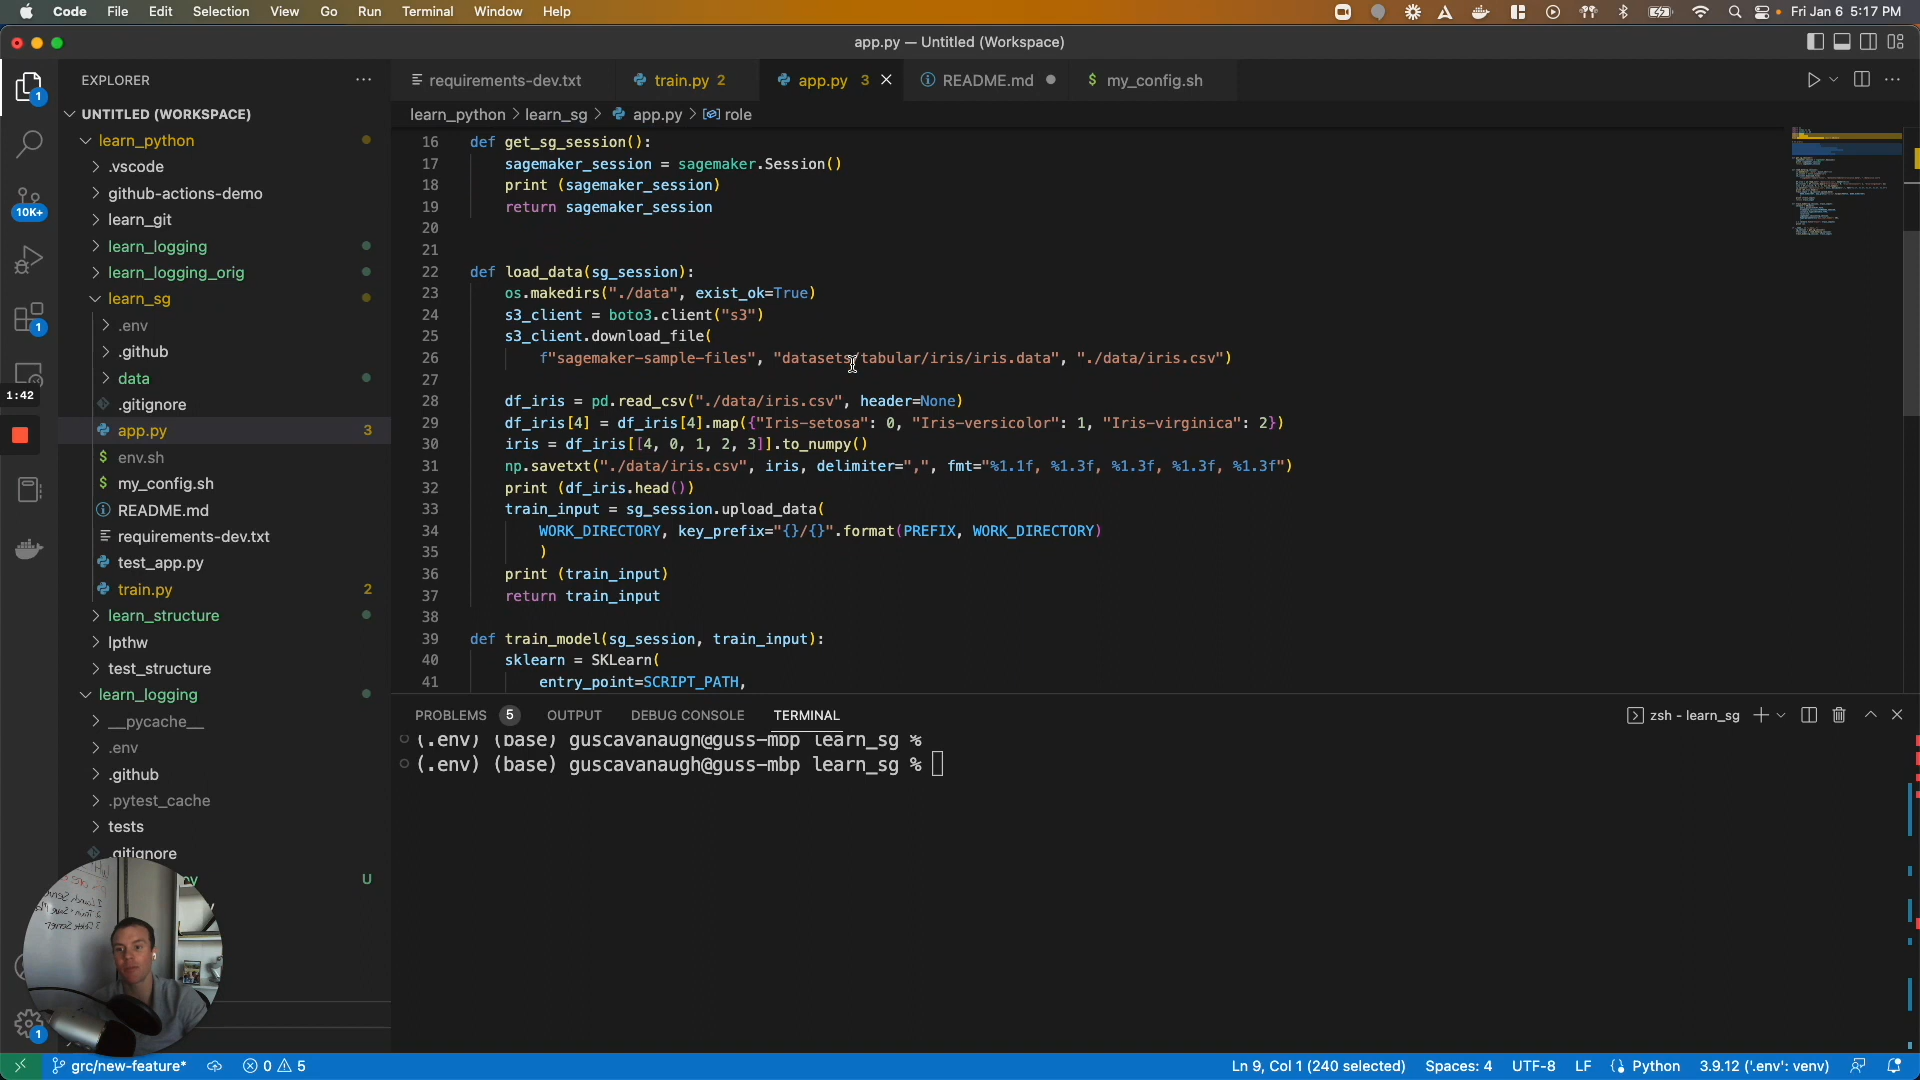 Code File Edit Selection View Go Run Terminal Window Help Fri Jan 6 5:17 PM
app.py — Untitled (Workspace)
EXPLORER
requirements-dev.txt train.py 2 app.py 3 README.md $ my_config.sh
learn_python > learn_sg > app.py > role
UNTITLED (WORKSPACE)
learn_python
.vscode
github-actions-demo
learn_git
learn_logging
learn_logging_orig
learn_sg
.env
.github
data
.gitignore
app.py 3
$ env.sh
$ my_config.sh
README.md
requirements-dev.txt
test_app.py
train.py 2
learn_structure
lpthw
test_structure
learn_logging
__pycache__
.env
.github
.pytest_cache
tests
.gitignore
U
1
10K+
1
1:42
1
16 def get_sg_session():
17 sagemaker_session = sagemaker.Session()
18 print (sagemaker_session)
19 return sagemaker_session
20
21
22 def load_data(sg_session):
23 os.makedirs("./data", exist_ok=True)
24 s3_client = boto3.client("s3")
25 s3_client.download_file(
26 f"sagemaker-sample-files", "datasets/tabular/iris/iris.data", "./data/iris.csv")
27
28 df_iris = pd.read_csv("./data/iris.csv", header=None)
29 df_iris[4] = df_iris[4].map({"Iris-setosa": 0, "Iris-versicolor": 1, "Iris-virginica": 2})
30 iris = df_iris[[4, 0, 1, 2, 3]].to_numpy()
31 np.savetxt("./data/iris.csv", iris, delimiter=",", fmt="%1.1f, %1.3f, %1.3f, %1.3f, %1.3f")
32 print (df_iris.head())
33 train_input = sg_session.upload_data(
34 WORK_DIRECTORY, key_prefix="{}/{}".format(PREFIX, WORK_DIRECTORY)
35 )
36 print (train_input)
37 return train_input
38
39 def train_model(sg_session, train_input):
40 sklearn = SKLearn(
41 entry_point=SCRIPT_PATH,
PROBLEMS 5 OUTPUT DEBUG CONSOLE TERMINAL zsh - learn_sg
(.env) (base) guscavanaugh@guss-mbp learn_sg %
(.env) (base) guscavanaugh@guss-mbp learn_sg %
grc/new-feature* 0 5 Ln 9, Col 1 (240 selected) Spaces: 4 UTF-8 LF Python 3.9.12 ('.env': venv)